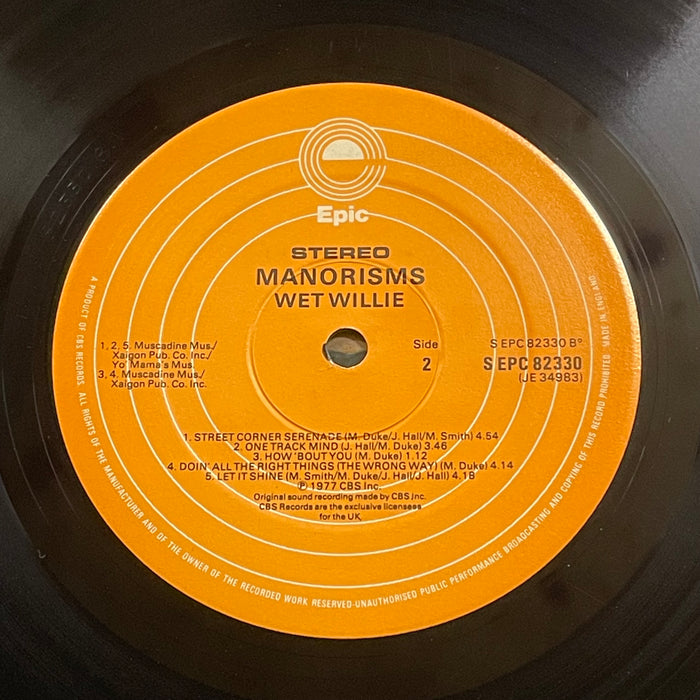 Epic
STEREO
MANORISMS
WET WILLIE
1, 2, 5. Muscadine Mus./
Xaigon Pub. Co. Inc./
Yo' Mama's Mus.
3, 4. Muscadine Mus./
Xaigon Pub. Co. Inc.
Side
2
S EPC 82330 B°
S EPC 82330
(JE 34983)
1. STREET CORNER SERENADE (M. Duke/J. Hall/M. Smith) 4.54
2. ONE TRACK MIND (J. Hall/M. Duke) 3.46
3. HOW 'BOUT YOU (M. Duke) 1.12
4. DOIN' ALL THE RIGHT THINGS (THE WRONG WAY) (M. Duke) 4.14
5. LET IT SHINE (M. Smith/M. Duke/J. Hall/J. Hall) 4.18
℗ 1977 CBS Inc.
Original sound recording made by CBS Inc.
CBS Records are the exclusive licensees
for the UK
A PRODUCT OF CBS RECORDS. ALL RIGHTS OF THE MANUFACTURER AND OF THE OWNER OF THE RECORDED WORK RESERVED-UNAUTHORISED PUBLIC PERFORMANCE BROADCASTING AND COPYING OF THIS RECORD PROHIBITED MADE IN ENGLAND